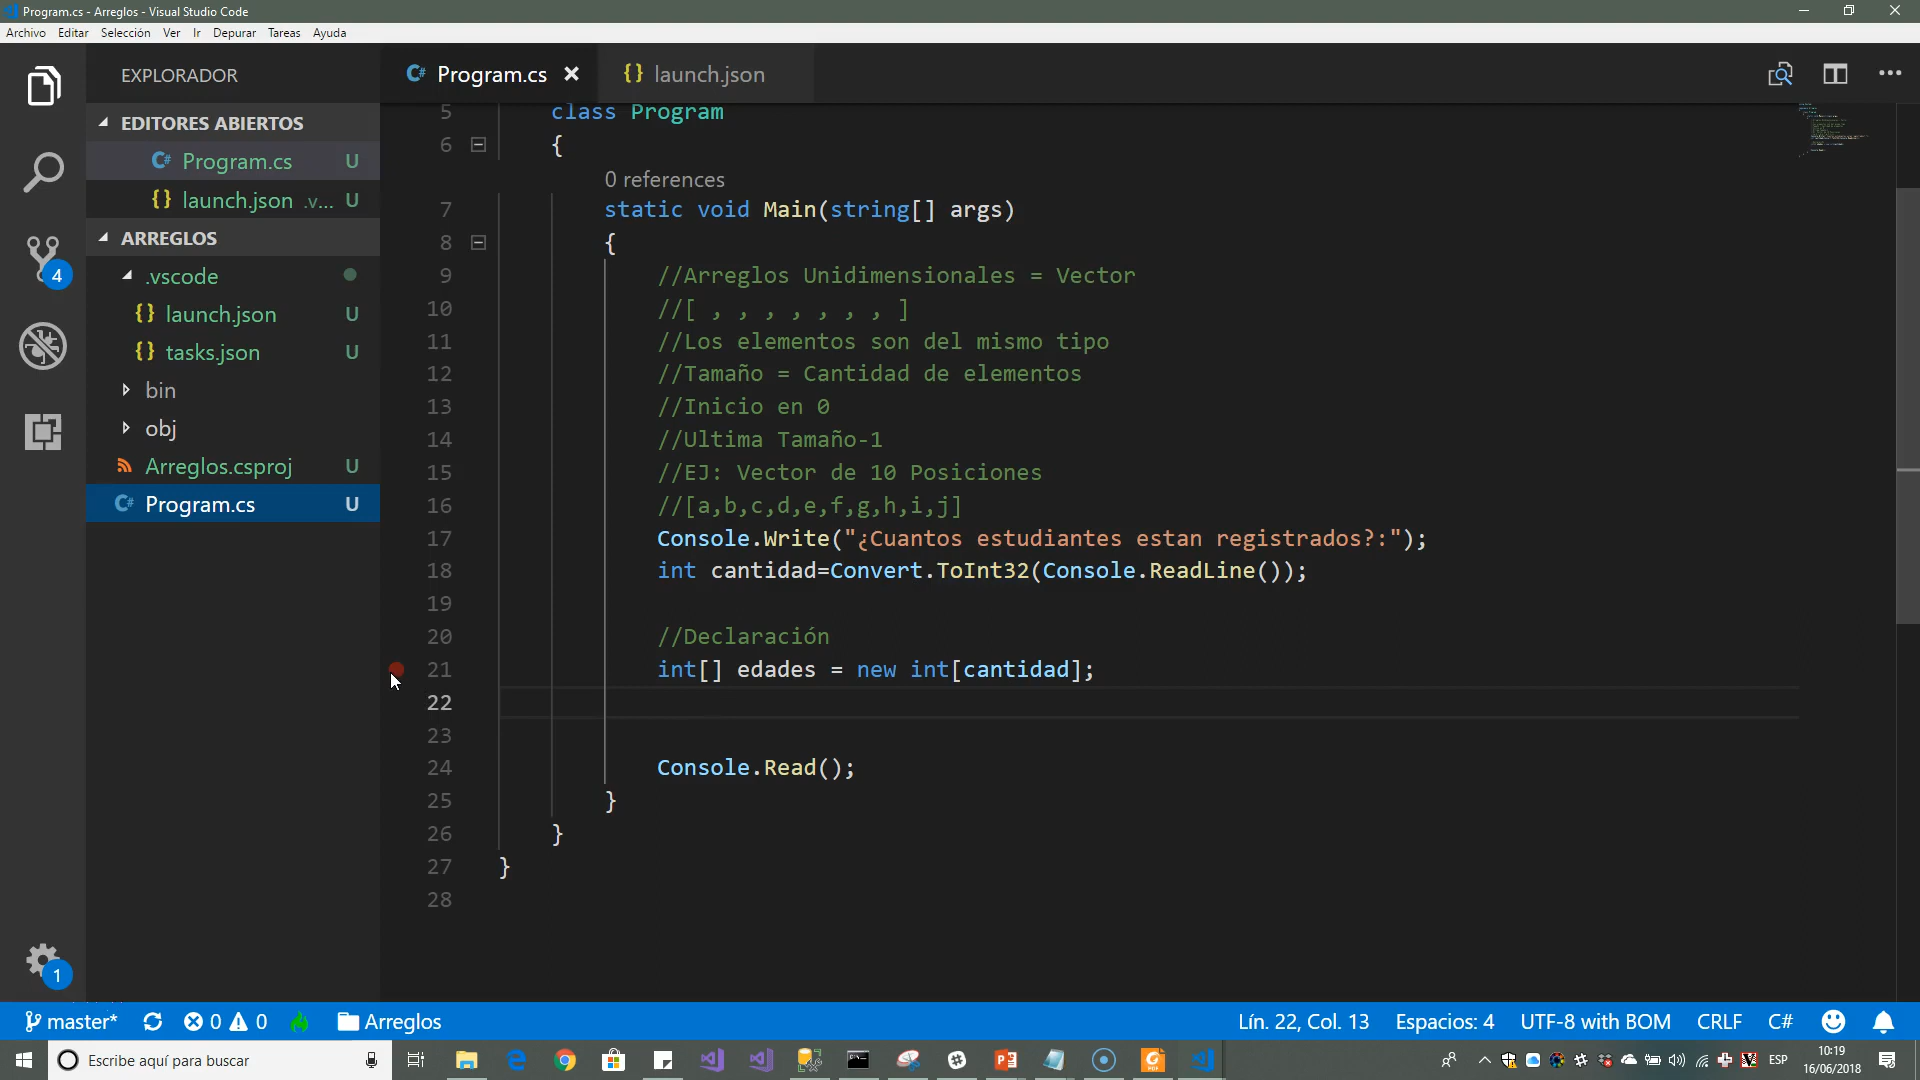 Program.cs - Arreglos - Visual Studio Code
Archivo Editar Selección Ver Ir Depurar Tareas Ayuda
EXPLORADOR
EDITORES ABIERTOS
Program.cs U
launch.json .v... U
ARREGLOS
.vscode
launch.json U
tasks.json U
bin
obj
Arreglos.csproj U
Program.cs U
4
1
Program.cs
launch.json
5 class Program
6 {
0 references
7 static void Main(string[] args)
8 {
9 //Arreglos Unidimensionales = Vector
10 //[ , , , , , , , ]
11 //Los elementos son del mismo tipo
12 //Tamaño = Cantidad de elementos
13 //Inicio en 0
14 //Ultima Tamaño-1
15 //EJ: Vector de 10 Posiciones
16 //[a,b,c,d,e,f,g,h,i,j]
17 Console.Write("¿Cuantos estudiantes estan registrados?:");
18 int cantidad=Convert.ToInt32(Console.ReadLine());
19
20 //Declaración
21 int[] edades = new int[cantidad];
22
23
24 Console.Read();
25 }
26 }
27 }
28
master* 0 0 Arreglos
Lín. 22, Col. 13 Espacios: 4 UTF-8 with BOM CRLF C#
Escribe aquí para buscar
ESP
10:19
16/06/2018